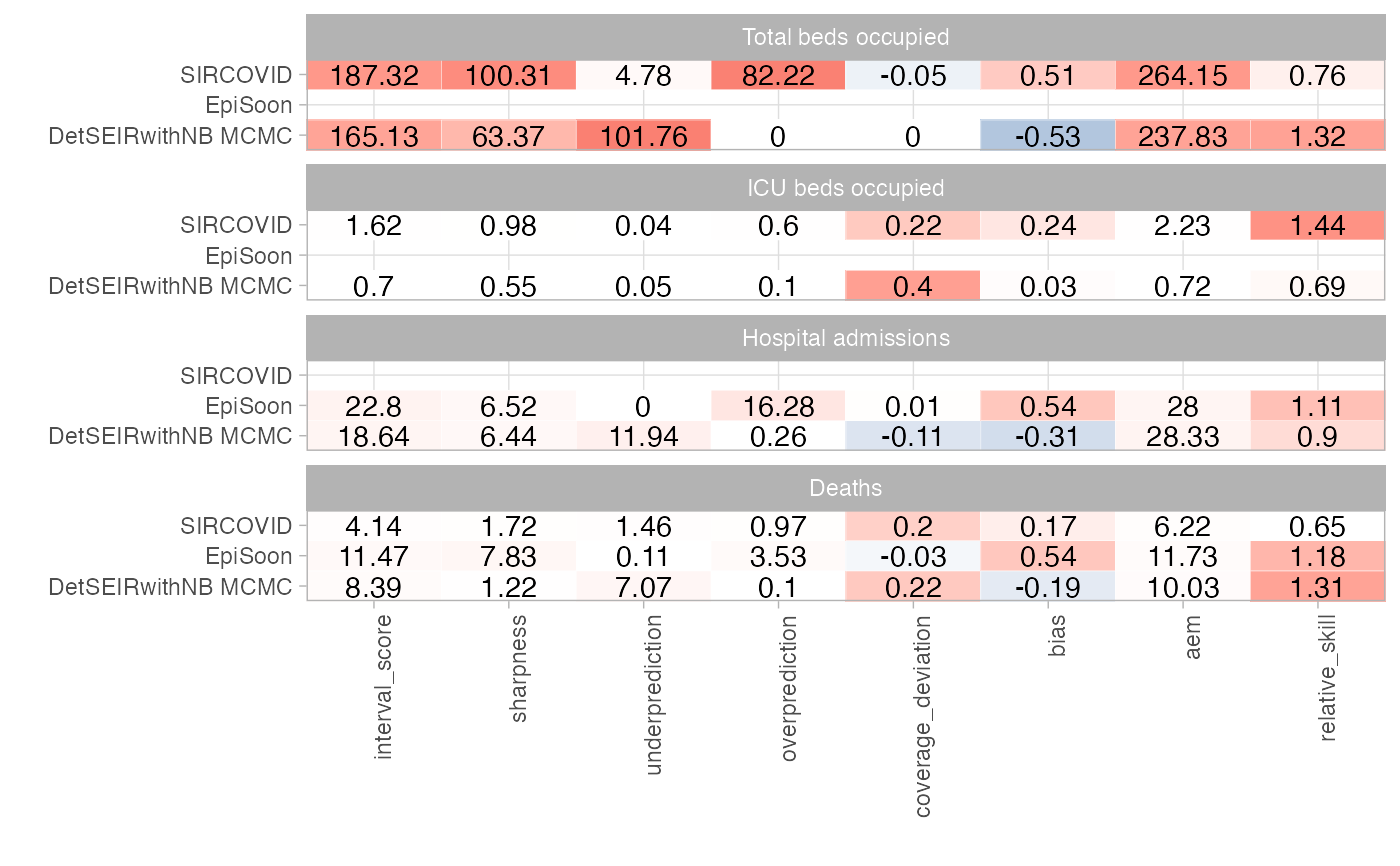 Total beds occupied
SIRCOVID 187.32 100.31 4.78 82.22 -0.05 0.51 264.15 0.76
EpiSoon
DetSEIRwithNB MCMC 165.13 63.37 101.76 0 0 -0.53 237.83 1.32
ICU beds occupied
SIRCOVID 1.62 0.98 0.04 0.6 0.22 0.24 2.23 1.44
EpiSoon
DetSEIRwithNB MCMC 0.7 0.55 0.05 0.1 0.4 0.03 0.72 0.69
Hospital admissions
SIRCOVID
EpiSoon 22.8 6.52 0 16.28 0.01 0.54 28 1.11
DetSEIRwithNB MCMC 18.64 6.44 11.94 0.26 -0.11 -0.31 28.33 0.9
Deaths
SIRCOVID 4.14 1.72 1.46 0.97 0.2 0.17 6.22 0.65
EpiSoon 11.47 7.83 0.11 3.53 -0.03 0.54 11.73 1.18
DetSEIRwithNB MCMC 8.39 1.22 7.07 0.1 0.22 -0.19 10.03 1.31
interval_score
sharpness
underprediction
overprediction
coverage_deviation
bias
aem
relative_skill